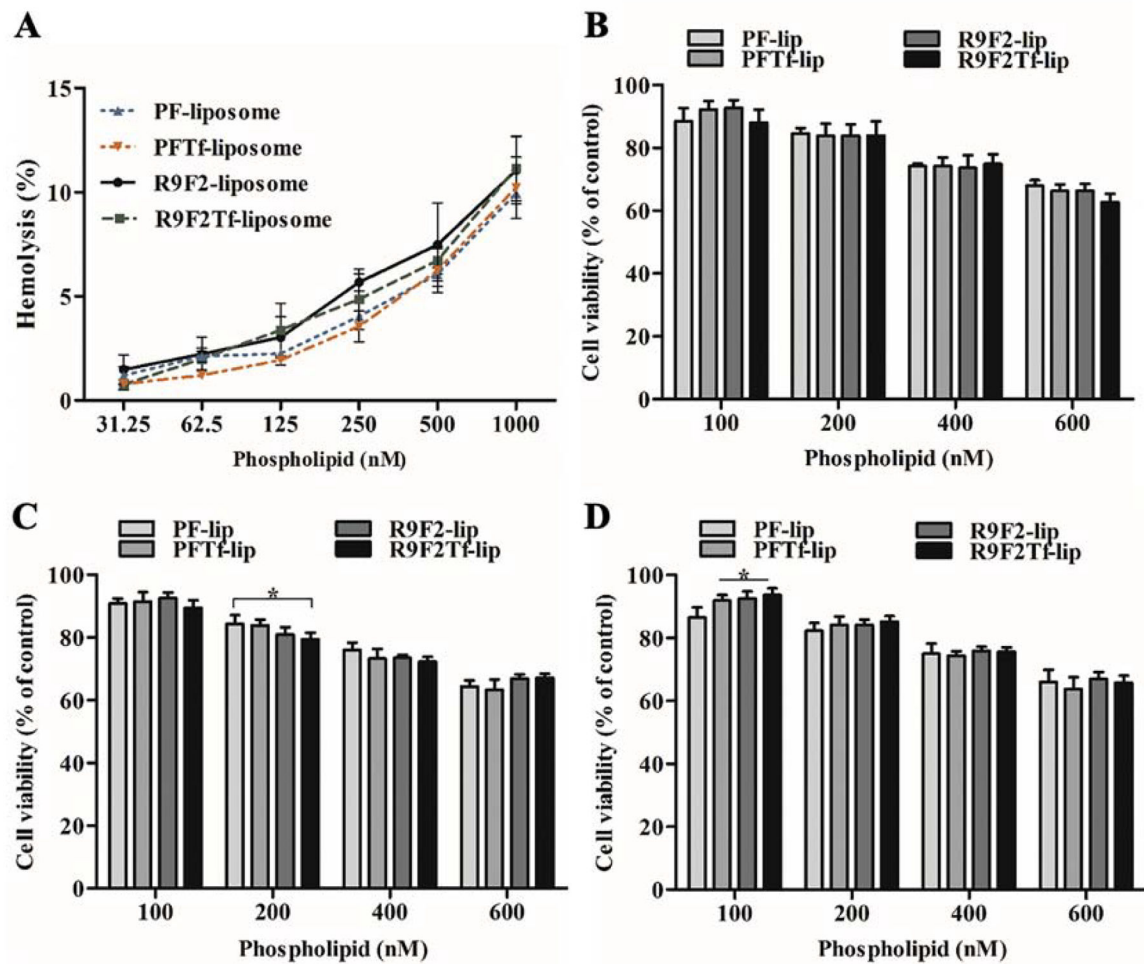 A
Hemolysis (%)
15
10
5
0
PF-liposome
PFTf-liposome
R9F2-liposome
R9F2Tf-liposome
31.25 62.5 125 250 500 1000
Phospholipid (nM)
B
PF-lip R9F2-lip
PFTf-lip R9F2Tf-lip
Cell viability (% of control)
100
80
60
40
20
0
100 200 400 600
Phospholipid (nM)
C
PF-lip R9F2-lip
PFTf-lip R9F2Tf-lip
Cell viability (% of control)
100
80
60
40
20
0
*
100 200 400 600
Phospholipid (nM)
D
PF-lip R9F2-lip
PFTf-lip R9F2Tf-lip
Cell viability (% of control)
100
80
60
40
20
0
*
100 200 400 600
Phospholipid (nM)